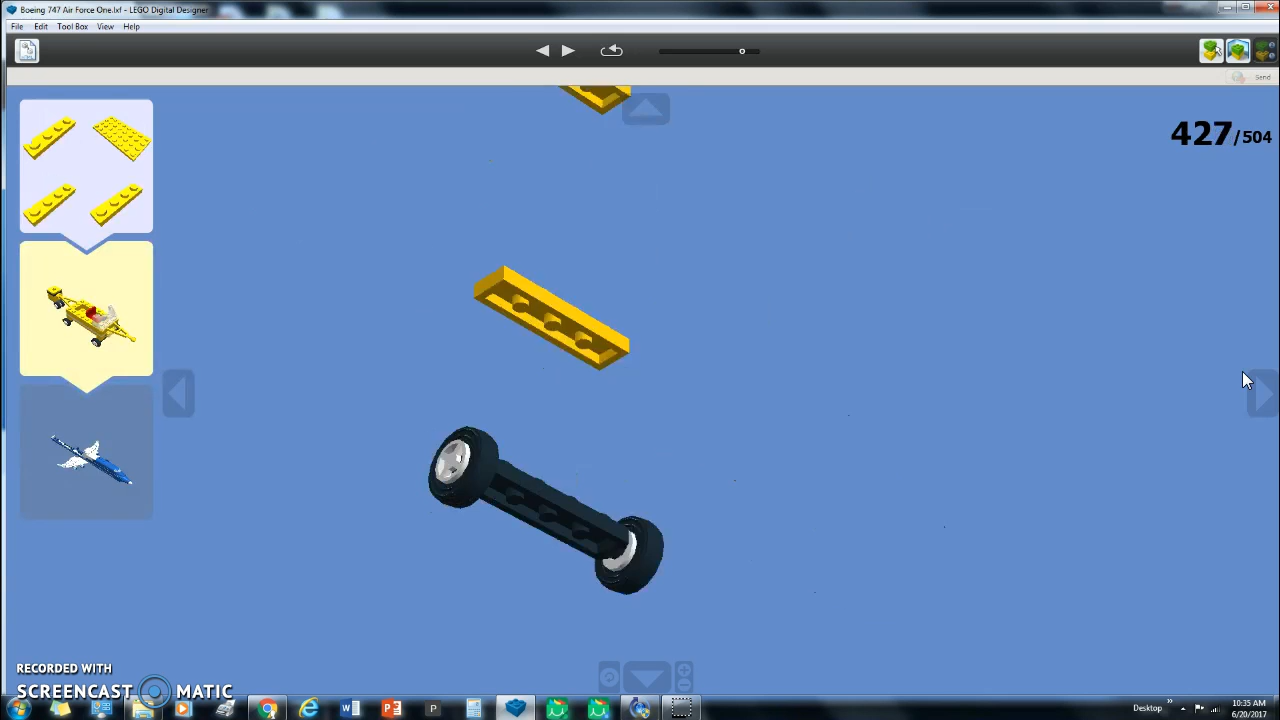 Boeing 747 Air Force One.lxf - LEGO Digital Designer
File Edit Tool Box View Help
Send
427/504
RECORDED WITH
SCREENCAST MATIC
Desktop
10:35 AM
6/20/2017